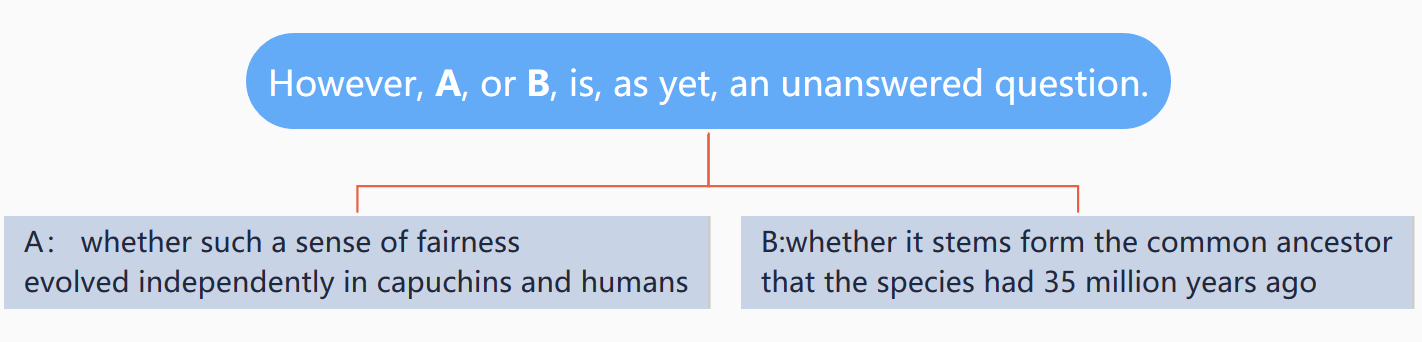 However, A, or B, is, as yet, an unanswered question.
A： whether such a sense of fairness
evolved independently in capuchins and humans
B:whether it stems form the common ancestor
that the species had 35 million years ago